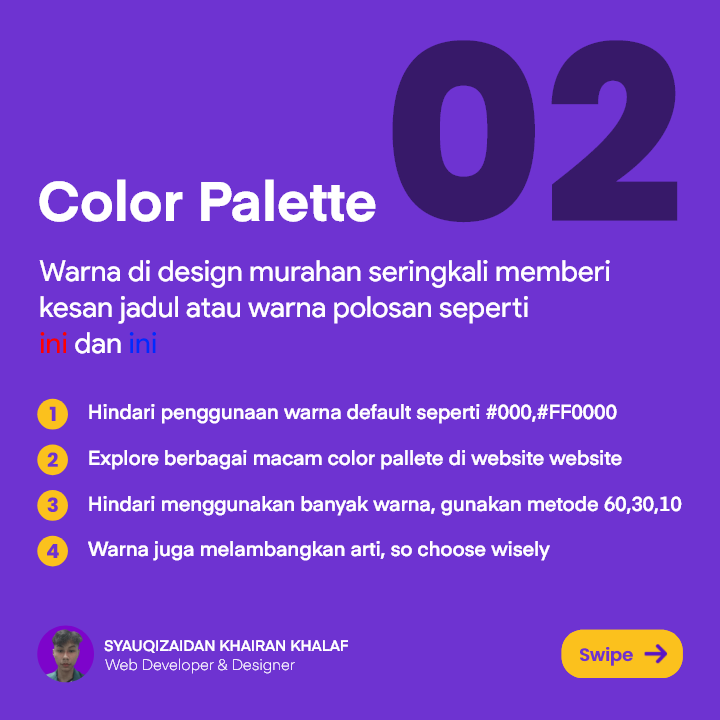 02
Color Palette
Warna di design murahan seringkali memberi
kesan jadul atau warna polosan seperti
ini dan ini
1 Hindari penggunaan warna default seperti #000,#FF0000
2 Explore berbagai macam color pallete di website website
3 Hindari menggunakan banyak warna, gunakan metode 60,30,10
4 Warna juga melambangkan arti, so choose wisely
SYAUQIZAIDAN KHAIRAN KHALAF
Web Developer & Designer
Swipe